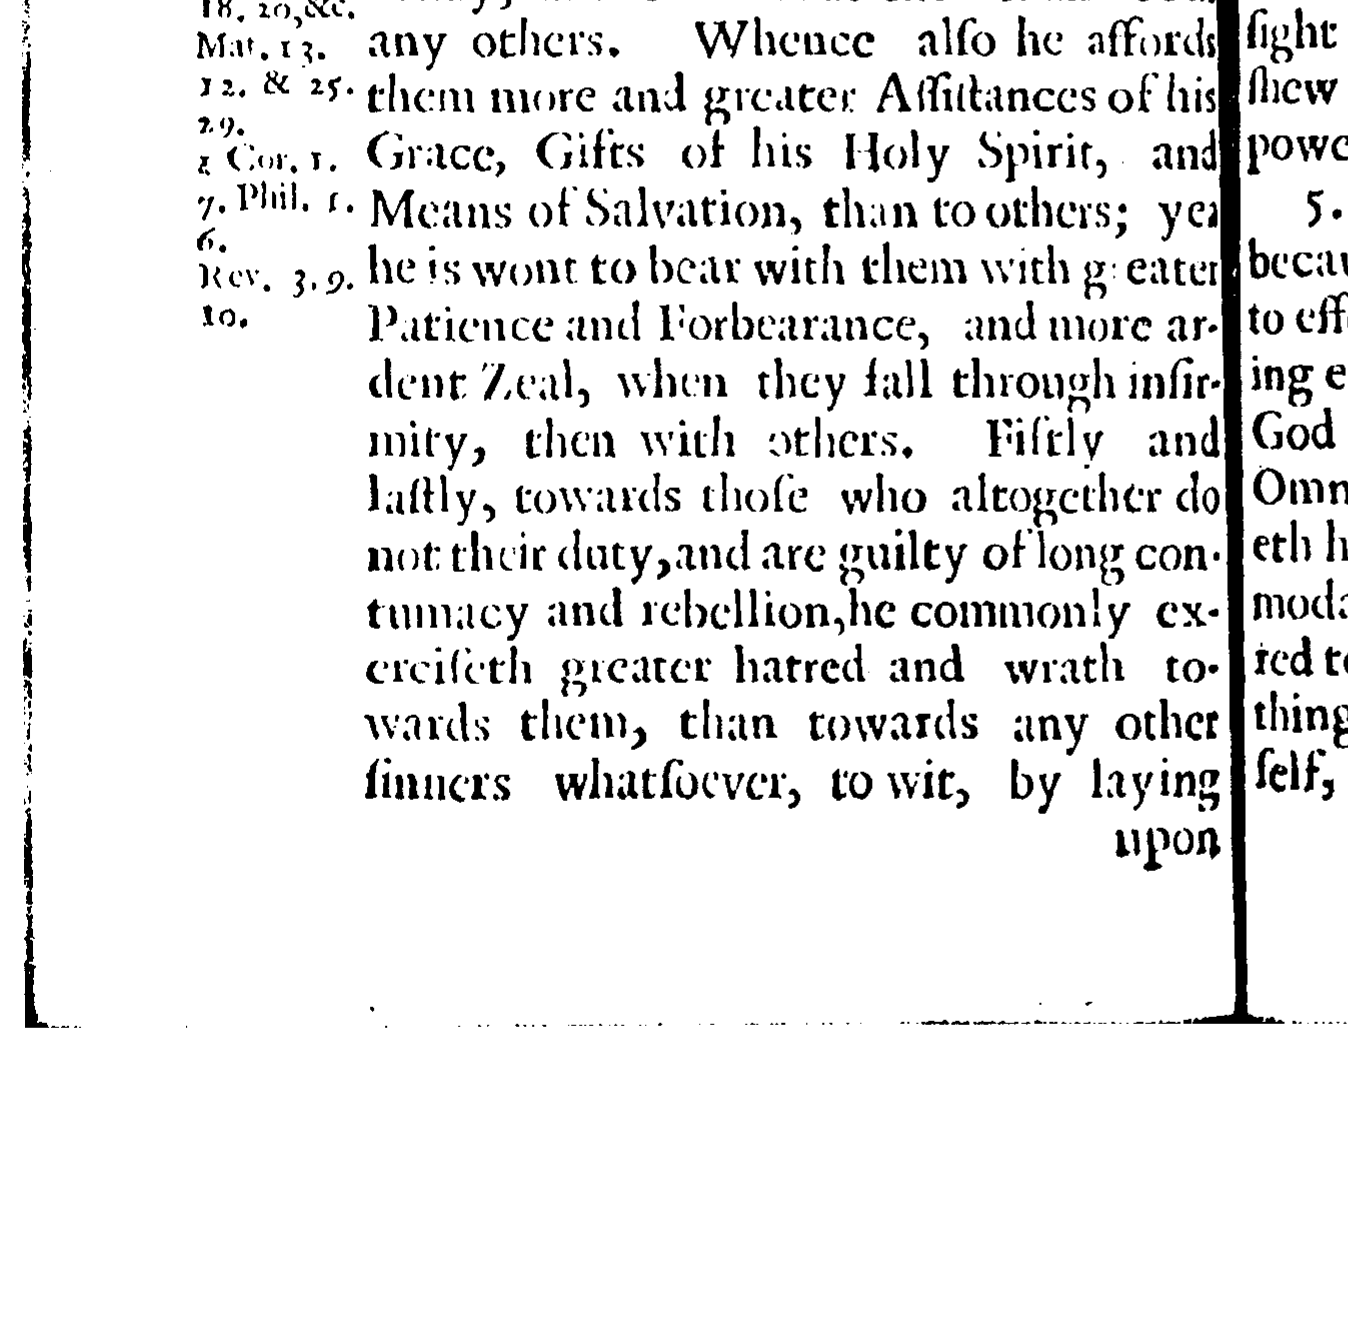 18. 20, &c.
Mat. 13.
12. & 25.
29.
1 Cor. 1.
7. Phil. 1.
6.
Rev. 3. 9.
10.
any others. Whence alſo he affords
them more and greater Aſſiſtances of his
Grace, Gifts of his Holy Spirit, and
Means of Salvation, than to others; yea
he is wont to bear with them with greater
Patience and Forbearance, and more ar-
dent Zeal, when they fall through infir-
mity, then with others. Fiftly and
laſtly, towards thoſe who altogether do
not their duty, and are guilty of long con-
tumacy and rebellion, he commonly ex-
erciſeth greater hatred and wrath to-
wards them, than towards any other
ſinners whatſoever, to wit, by laying
upon
ſight
ſhew
powe
5.
becau
to eff
ing e
God
Omn
eth h
moda
red to
thing
ſelf,